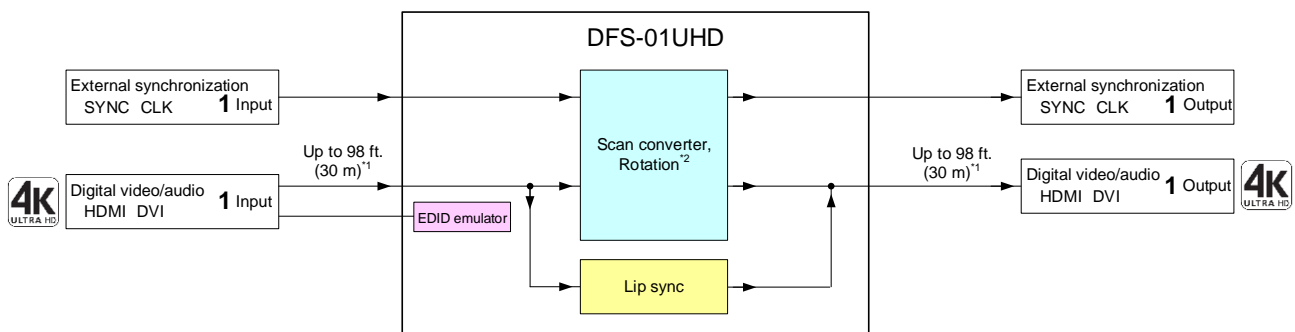 DFS-01UHD
External synchronization
SYNC CLK 1 Input
Up to 98 ft.
(30 m)*1
4K
ULTRA HD
Digital video/audio
HDMI DVI 1 Input
EDID emulator
Scan converter,
Rotation*2
Lip sync
External synchronization
SYNC CLK 1 Output
Up to 98 ft.
(30 m)*1
Digital video/audio
HDMI DVI 1 Output
4K
ULTRA HD